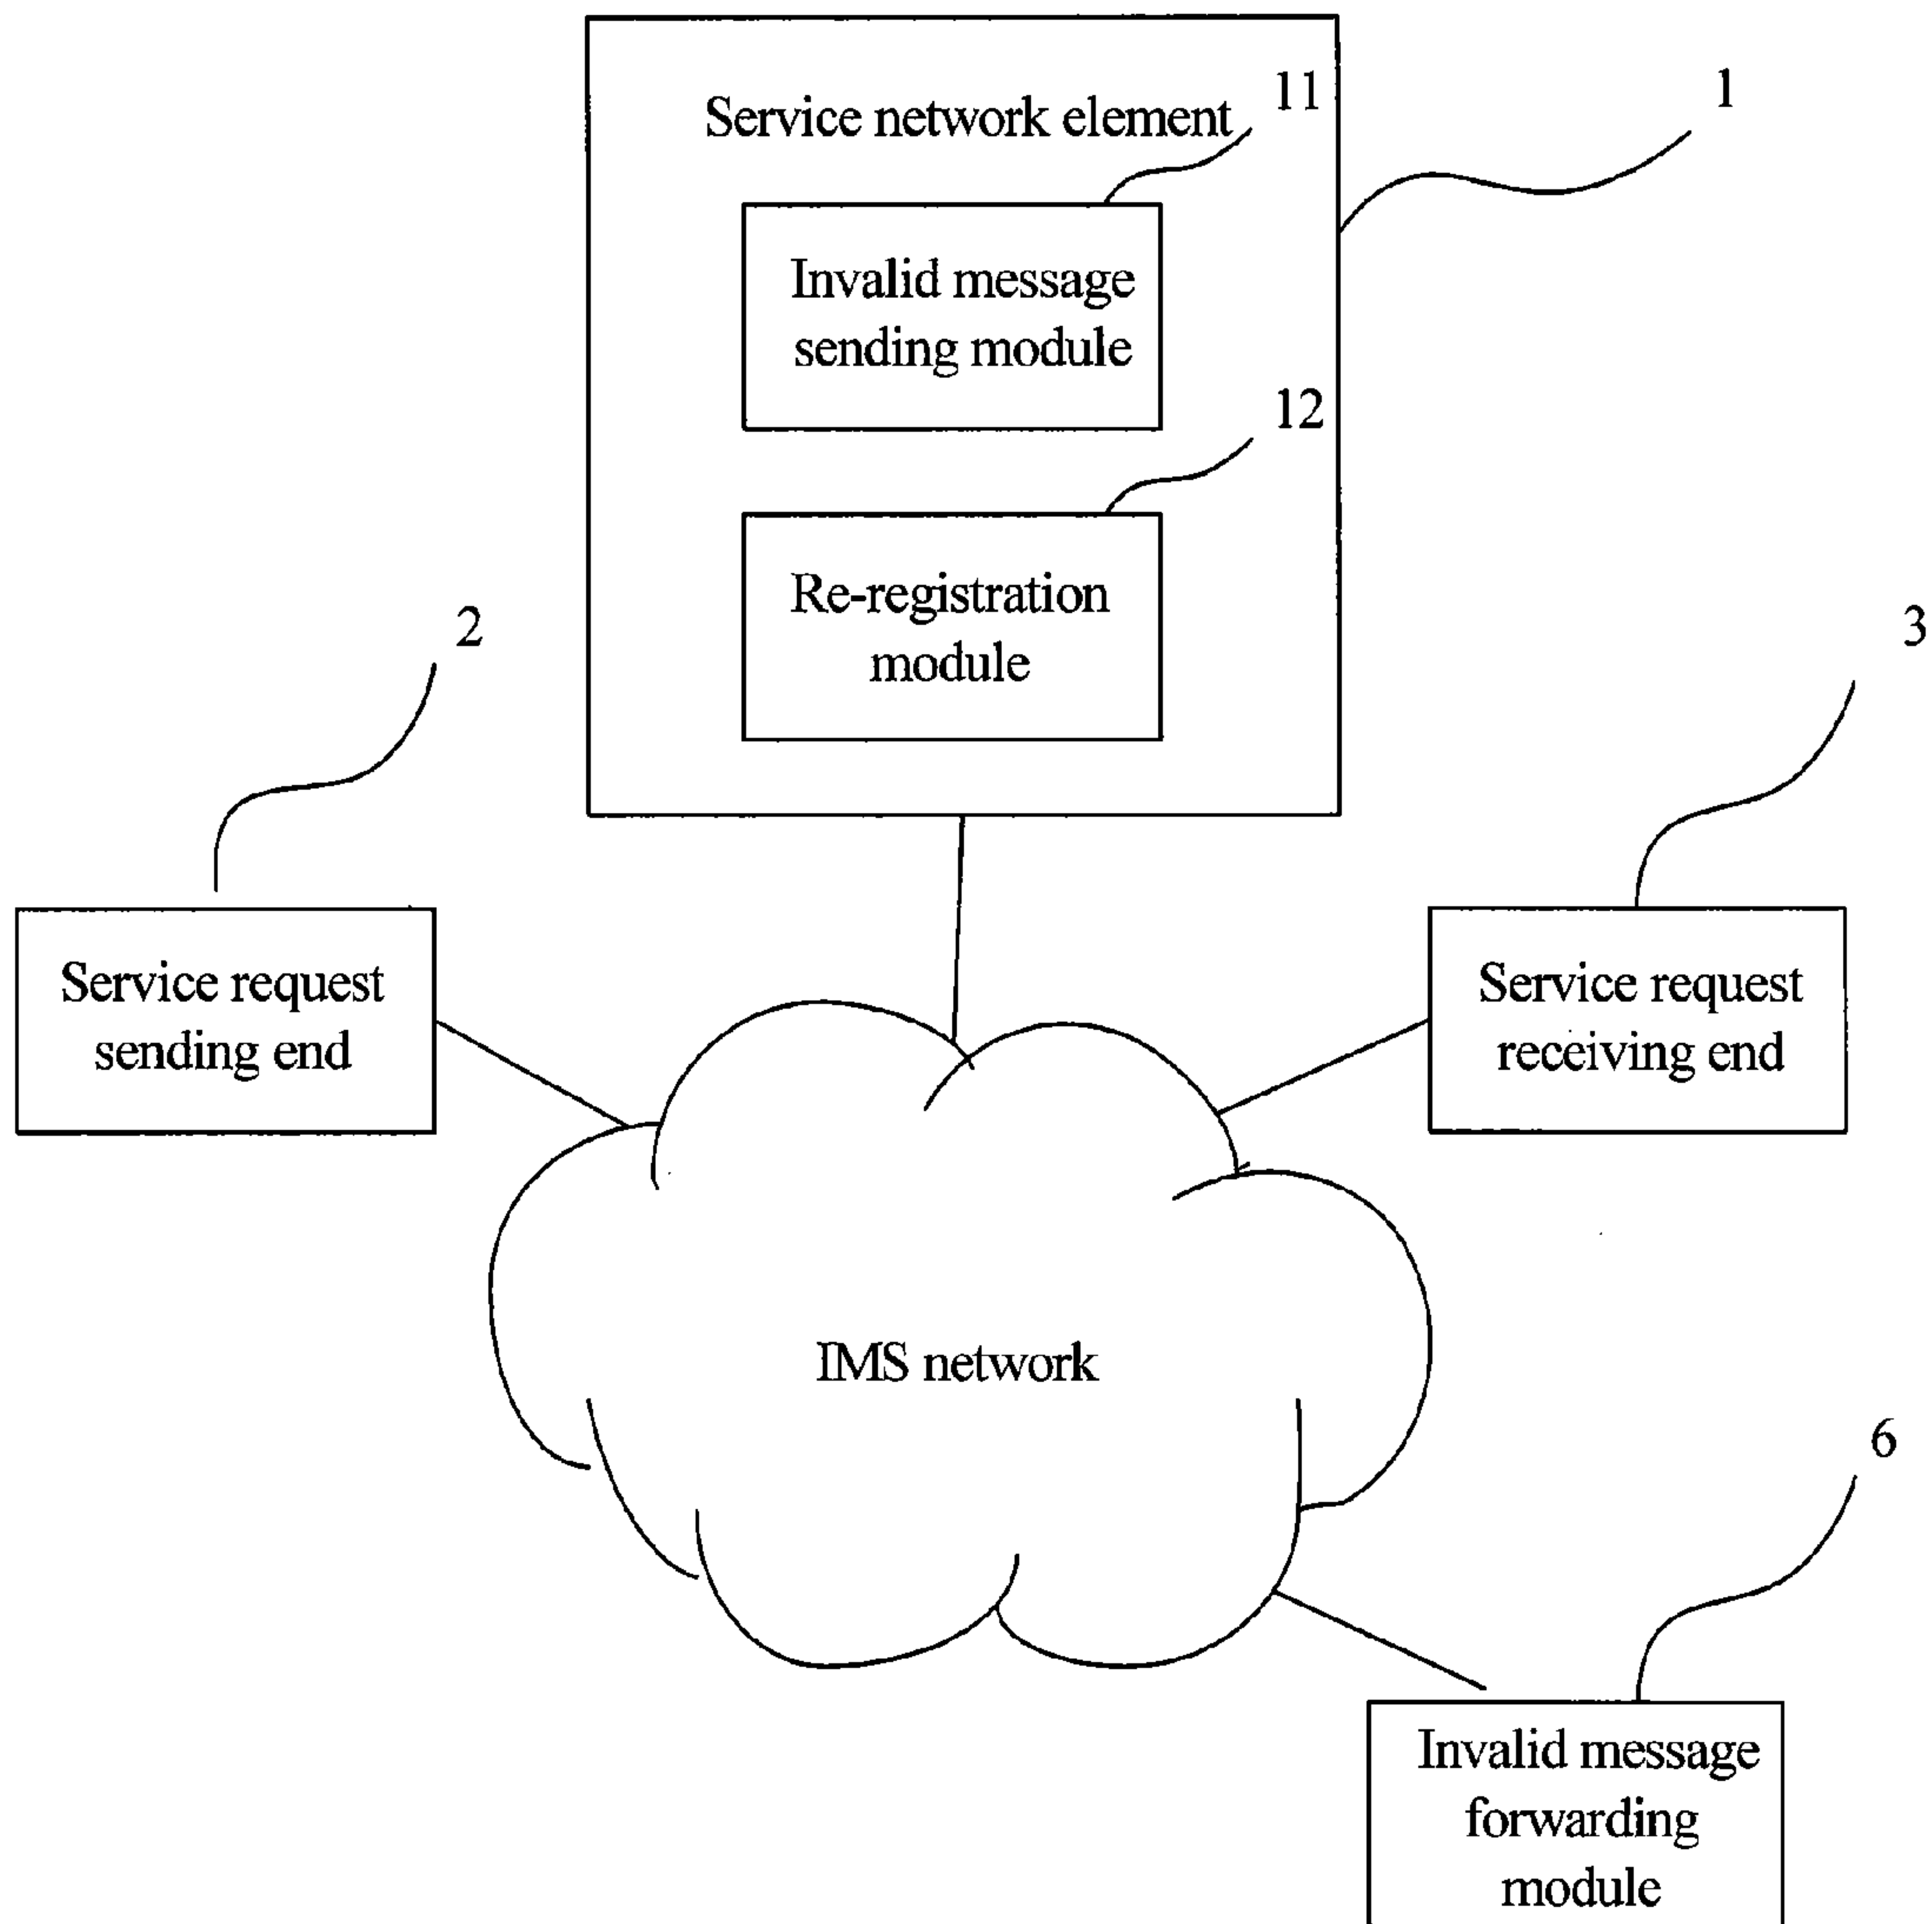 Service network element
11
1
Invalid message
sending module
12
Re-registration
module
2
3
Service request
sending end
Service request
receiving end
IMS network
6
Invalid message
forwarding
module